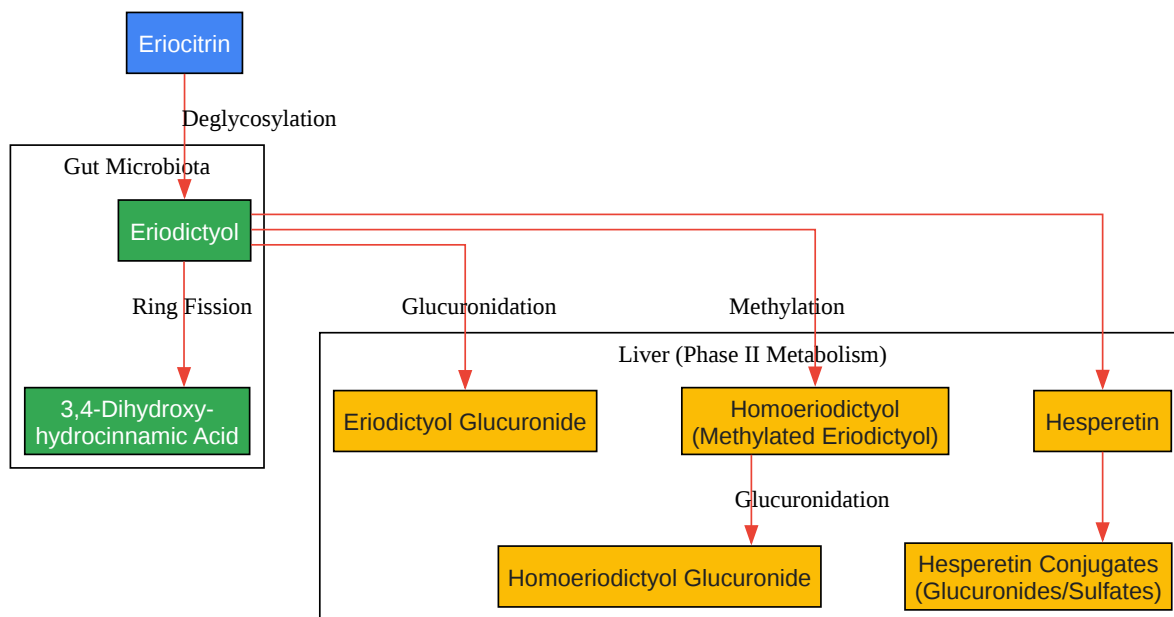 Eriocitrin
Deglycosylation
Gut Microbiota
Eriodictyol
Ring Fission
Glucuronidation
Methylation
Liver (Phase II Metabolism)
3,4-Dihydroxy-
hydrocinnamic Acid
Eriodictyol Glucuronide
Homoeriodictyol
(Methylated Eriodictyol)
Hesperetin
Glucuronidation
Homoeriodictyol Glucuronide
Hesperetin Conjugates
(Glucuronides/Sulfates)